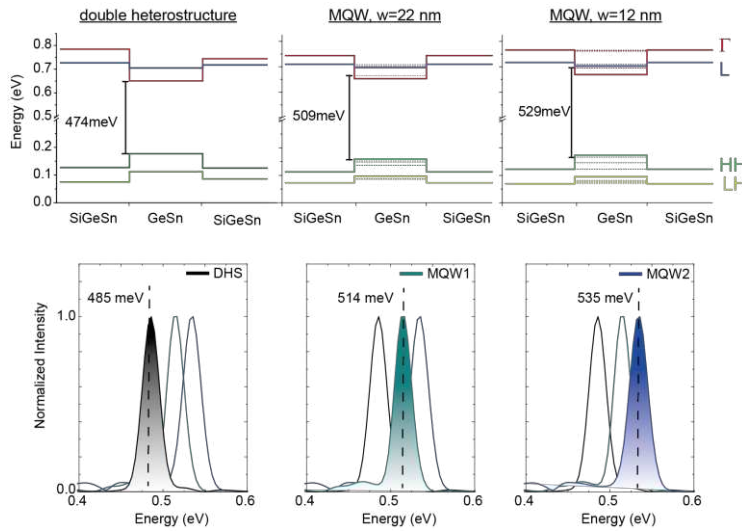 double heterostructure
MQW, w=22 nm
MQW, w=12 nm
Energy (eV)
0.8
0.7
0.6
0.5
0.2
0.1
0.0
474meV
509meV
529meV
Γ
L
HH
LH
SiGeSn GeSn SiGeSn
SiGeSn GeSn SiGeSn
SiGeSn GeSn SiGeSn
Normalized Intensity
1.0
0.0
DHS
485 meV
MQW1
514 meV
MQW2
535 meV
0.4 0.5 0.6
0.4 0.5 0.6
0.4 0.5 0.6
Energy (eV)
Energy (eV)
Energy (eV)